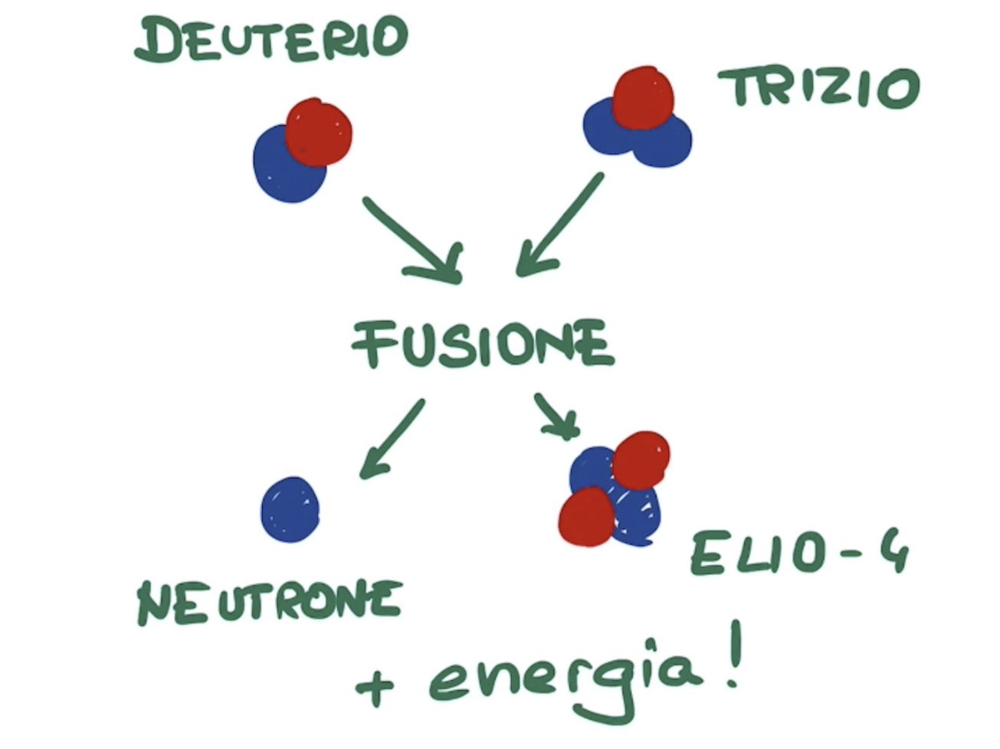 DEUTERIO
TRIZIO
FUSIONE
NEUTRONE
ELIO-4
+ energia!